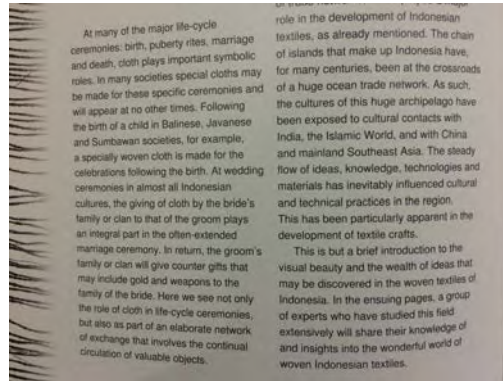 At many of the major life-cycle
ceremonies: birth, puberty rites, marriage
and death, cloth plays important symbolic
roles. In many societies special cloths may
be made for these specific ceremonies and
will appear at no other times. Following
the birth of a child in Balinese, Javanese
and Sumbawan societies, for example,
a specially woven cloth is made for the
celebrations following the birth. At wedding
ceremonies in almost all Indonesian
cultures, the giving of cloth by the bride's
family or clan to that of the groom plays
an integral part in the often-extended
marriage ceremony. In return, the groom's
family or clan will give counter gifts that
may include gold and weapons to the
family of the bride. Here we see not only
the role of cloth in life-cycle ceremonies,
but also as part of an elaborate network
of exchange that involves the continual
circulation of valuable objects.
role in the development of Indonesian
textiles, as already mentioned. The chain
of islands that make up Indonesia have,
for many centuries, been at the crossroads
of a huge ocean trade network. As such,
the cultures of this huge archipelago have
been exposed to cultural contacts with
India, the Islamic World, and with China
and mainland Southeast Asia. The steady
flow of ideas, knowledge, technologies and
materials has inevitably influenced cultural
and technical practices in the region.
This has been particularly apparent in the
development of textile crafts.
This is but a brief introduction to the
visual beauty and the wealth of ideas that
may be discovered in the woven textiles of
Indonesia. In the ensuing pages, a group
of experts who have studied this field
extensively will share their knowledge of
and insights into the wonderful world of
woven Indonesian textiles.